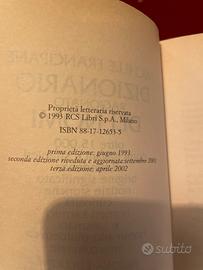 Proprietà letteraria riservata
© 1993 RCS Libri S.p.A., Milano
ISBN 88-17-12653-5
prima edizione: giugno 1993
seconda edizione riveduta e aggiornata: settembre 2001
terza edizione: aprile 2002
subito